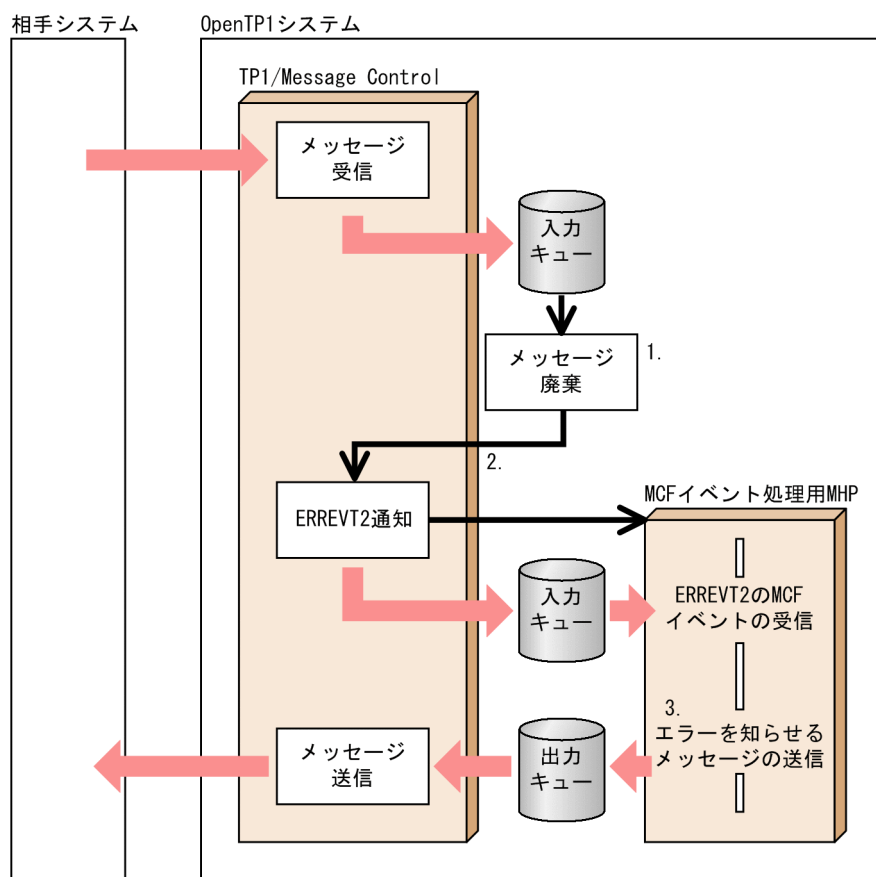 相手システム
OpenTP1システム
TP1/Message Control
メッセージ
受信
入力
キュー
メッセージ
廃棄
1.
2.
ERREVT2通知
MCFイベント処理用MHP
入力
キュー
ERREVT2のMCF
イベントの受信
3.
エラーを知らせる
メッセージの送信
出力
キュー
メッセージ
送信